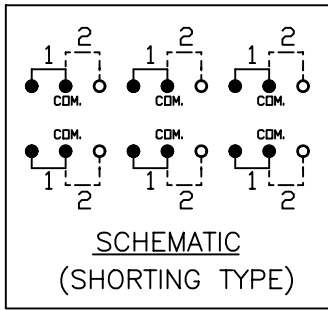 2 2 2
1 1 1
COM. COM. COM.
COM. COM. COM.
1 1 1
2 2 2
SCHEMATIC
(SHORTING TYPE)